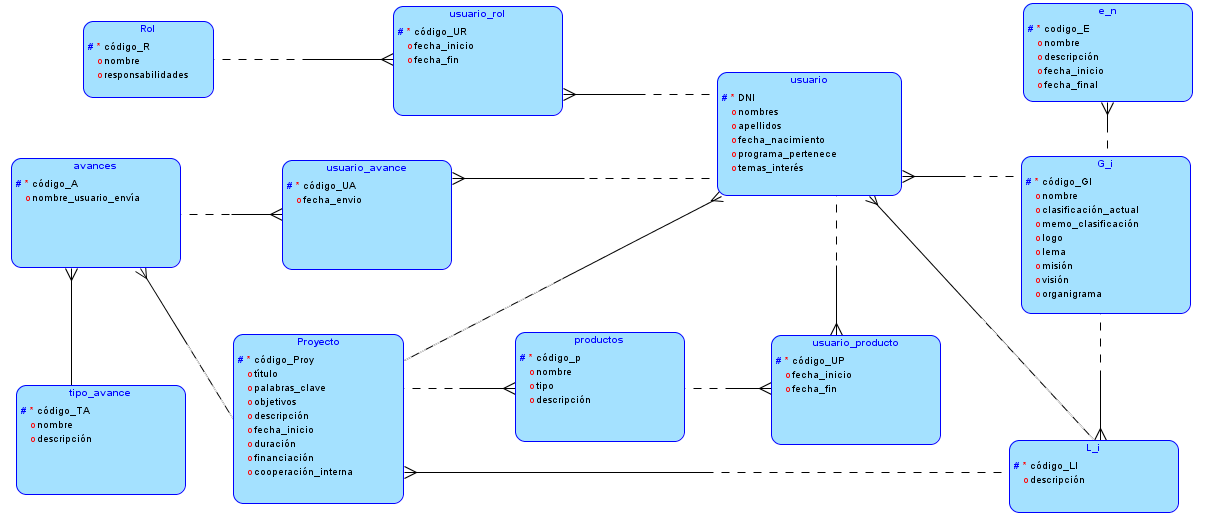 Rol
# * código_R
o nombre
o responsabilidades
usuario_rol
# * código_UR
o fecha_inicio
o fecha_fin
e_n
# * codigo_E
o nombre
o descripción
o fecha_inicio
o fecha_final
usuario
# * DNI
o nombres
o apellidos
o fecha_nacimiento
o programa_pertenece
o temas_interés
avances
# * código_A
o nombre_usuario_envía
usuario_avance
# * código_UA
o fecha_envio
G_i
# * código_GI
o nombre
o clasificación_actual
o memo_clasificación
o logo
o lema
o misión
o visión
o organigrama
Proyecto
# * código_Proy
o título
o palabras_clave
o objetivos
o descripción
o fecha_inicio
o duración
o financiación
o cooperación_interna
productos
# * código_p
o nombre
o tipo
o descripción
usuario_producto
# * código_UP
o fecha_inicio
o fecha_fin
tipo_avance
# * código_TA
o nombre
o descripción
L_i
# * código_LI
o descripción